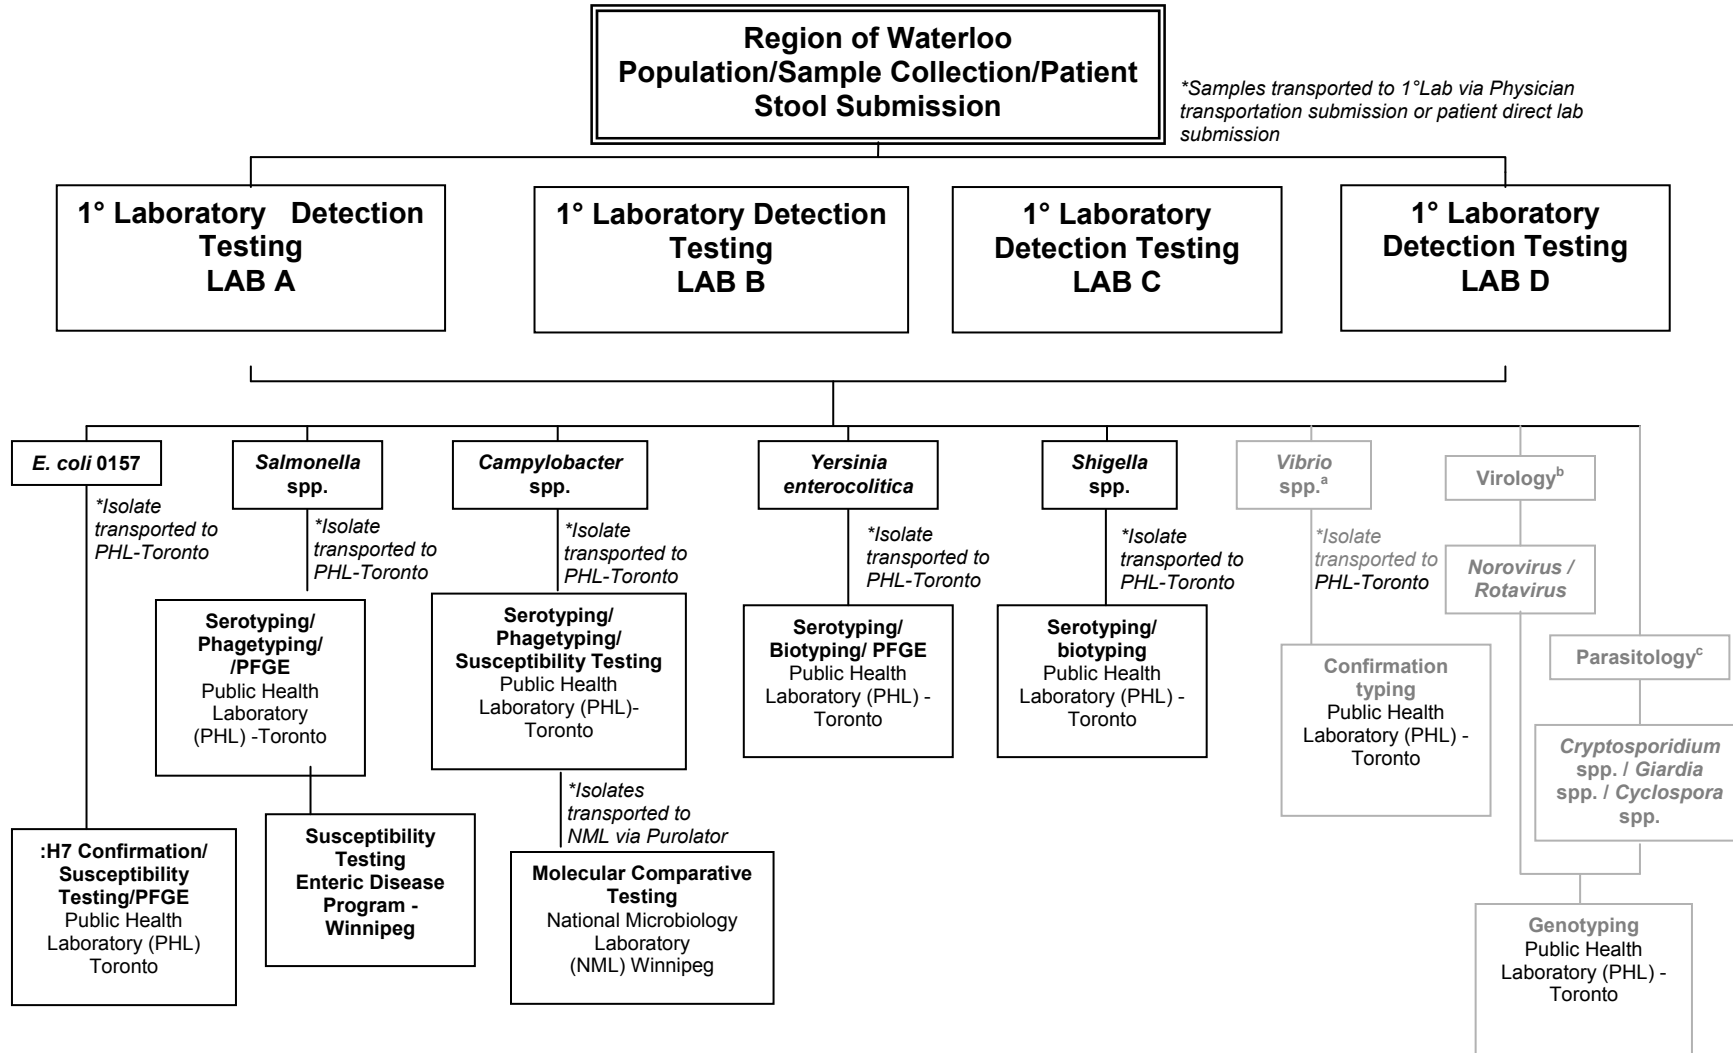 Region of Waterloo
Population/Sample Collection/Patient
Stool Submission
*Samples transported to 1°Lab via Physician
transportation submission or patient direct lab
submission
1° Laboratory Detection
Testing
LAB A
1° Laboratory Detection
Testing
LAB B
1° Laboratory
Detection Testing
LAB C
1° Laboratory
Detection Testing
LAB D
E. coli 0157
*Isolate
transported to
PHL-Toronto
:H7 Confirmation/
Susceptibility
Testing/PFGE
Public Health
Laboratory (PHL)
Toronto
Salmonella
spp.
*Isolate
transported to
PHL-Toronto
Serotyping/
Phagetyping/
/PFGE
Public Health
Laboratory
(PHL) -Toronto
Susceptibility
Testing
Enteric Disease
Program -
Winnipeg
Campylobacter
spp.
*Isolate
transported to
PHL-Toronto
Serotyping/
Phagetyping/
Susceptibility Testing
Public Health
Laboratory (PHL)-
Toronto
*Isolates
transported to
NML via Purolator
Molecular Comparative
Testing
National Microbiology
Laboratory
(NML) Winnipeg
Yersinia
enterocolitica
*Isolate
transported to
PHL-Toronto
Serotyping/
Biotyping/ PFGE
Public Health
Laboratory (PHL) -
Toronto
Shigella
spp.
*Isolate
transported to
PHL-Toronto
Serotyping/
biotyping
Public Health
Laboratory (PHL) -
Toronto
Vibrio
spp.a
*Isolate
transported to
PHL-Toronto
Confirmation
typing
Public Health
Laboratory (PHL) -
Toronto
Virologyb
Norovirus /
Rotavirus
Parasitologyc
Cryptosporidium
spp. / Giardia
spp. / Cyclospora
spp.
Genotyping
Public Health
Laboratory (PHL) -
Toronto